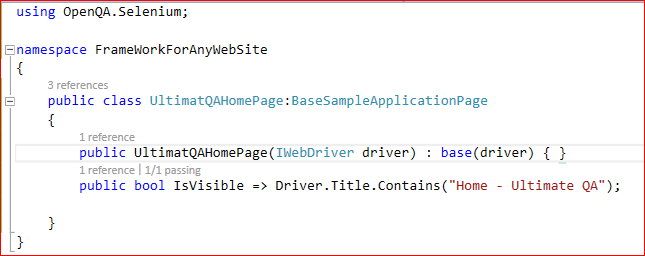 using OpenQA.Selenium;
namespace FrameWorkForAnyWebSite
{
3 references
public class UltimatQAHomePage:BaseSampleApplicationPage
{
1 reference
public UltimatQAHomePage(IWebDriver driver) : base(driver) { }
1 reference | 1/1 passing
public bool IsVisible => Driver.Title.Contains("Home - Ultimate QA");
}
}